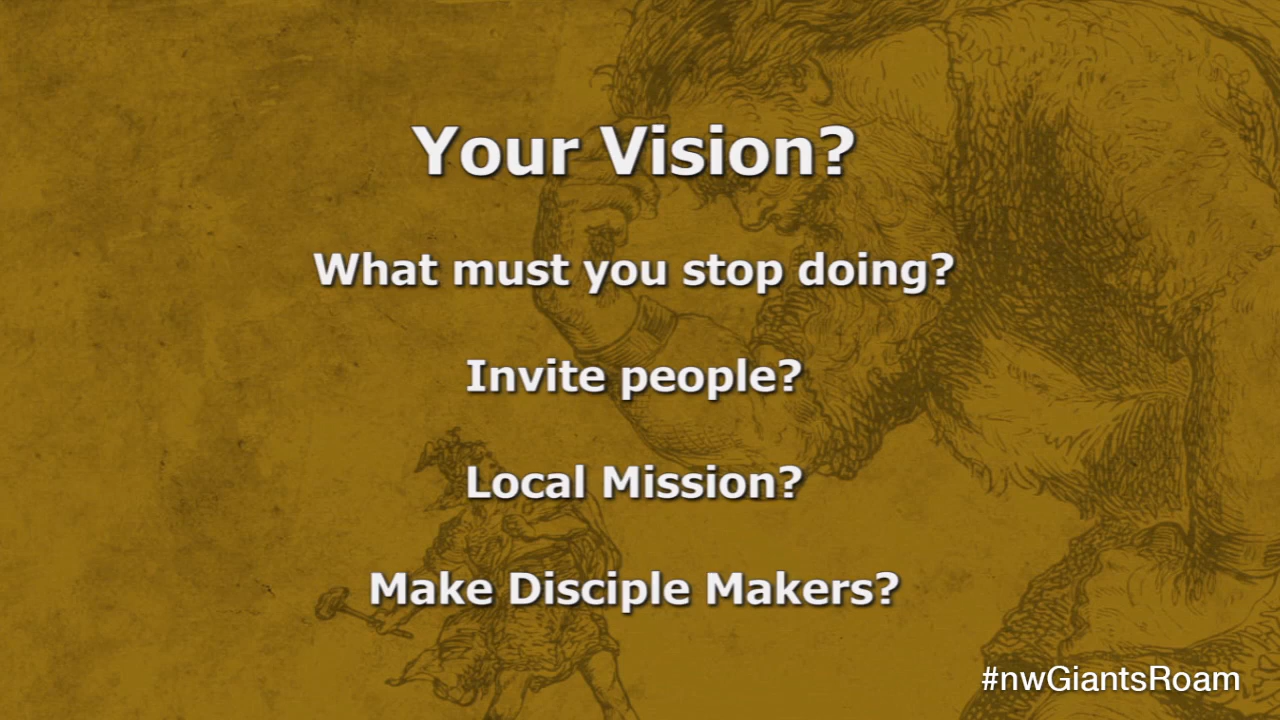 Your Vision?
What must you stop doing?
Invite people?
Local Mission?
Make Disciple Makers?
#nwGiantsRoam